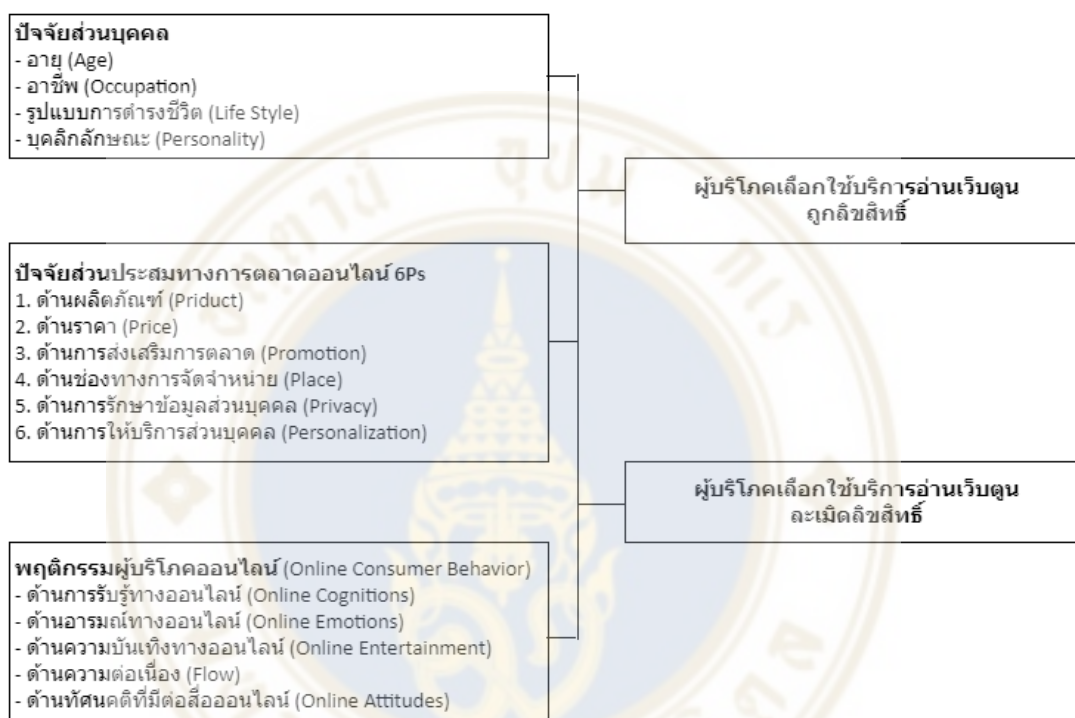 ปัจจัยส่วนบุคคล
- อายุ (Age)
- อาชีพ (Occupation)
- รูปแบบการดำรงชีวิต (Life Style)
- บุคลิกลักษณะ (Personality)
ผู้บริโภคเลือกใช้บริการอ่านเว็บตูน
ถูกลิขสิทธิ์
ปัจจัยส่วนประสมทางการตลาดออนไลน์ 6Ps
1. ด้านผลิตภัณฑ์ (Priduct)
2. ด้านราคา (Price)
3. ด้านการส่งเสริมการตลาด (Promotion)
4. ด้านช่องทางการจัดจำหน่าย (Place)
5. ด้านการรักษาข้อมูลส่วนบุคคล (Privacy)
6. ด้านการให้บริการส่วนบุคคล (Personalization)
ผู้บริโภคเลือกใช้บริการอ่านเว็บตูน
ละเมิดลิขสิทธิ์
พฤติกรรมผู้บริโภคออนไลน์ (Online Consumer Behavior)
- ด้านการรับรู้ทางออนไลน์ (Online Cognitions)
- ด้านอารมณ์ทางออนไลน์ (Online Emotions)
- ด้านความบันเทิงทางออนไลน์ (Online Entertainment)
- ด้านความต่อเนื่อง (Flow)
- ด้านทัศนคติที่มีต่อสื่อออนไลน์ (Online Attitudes)